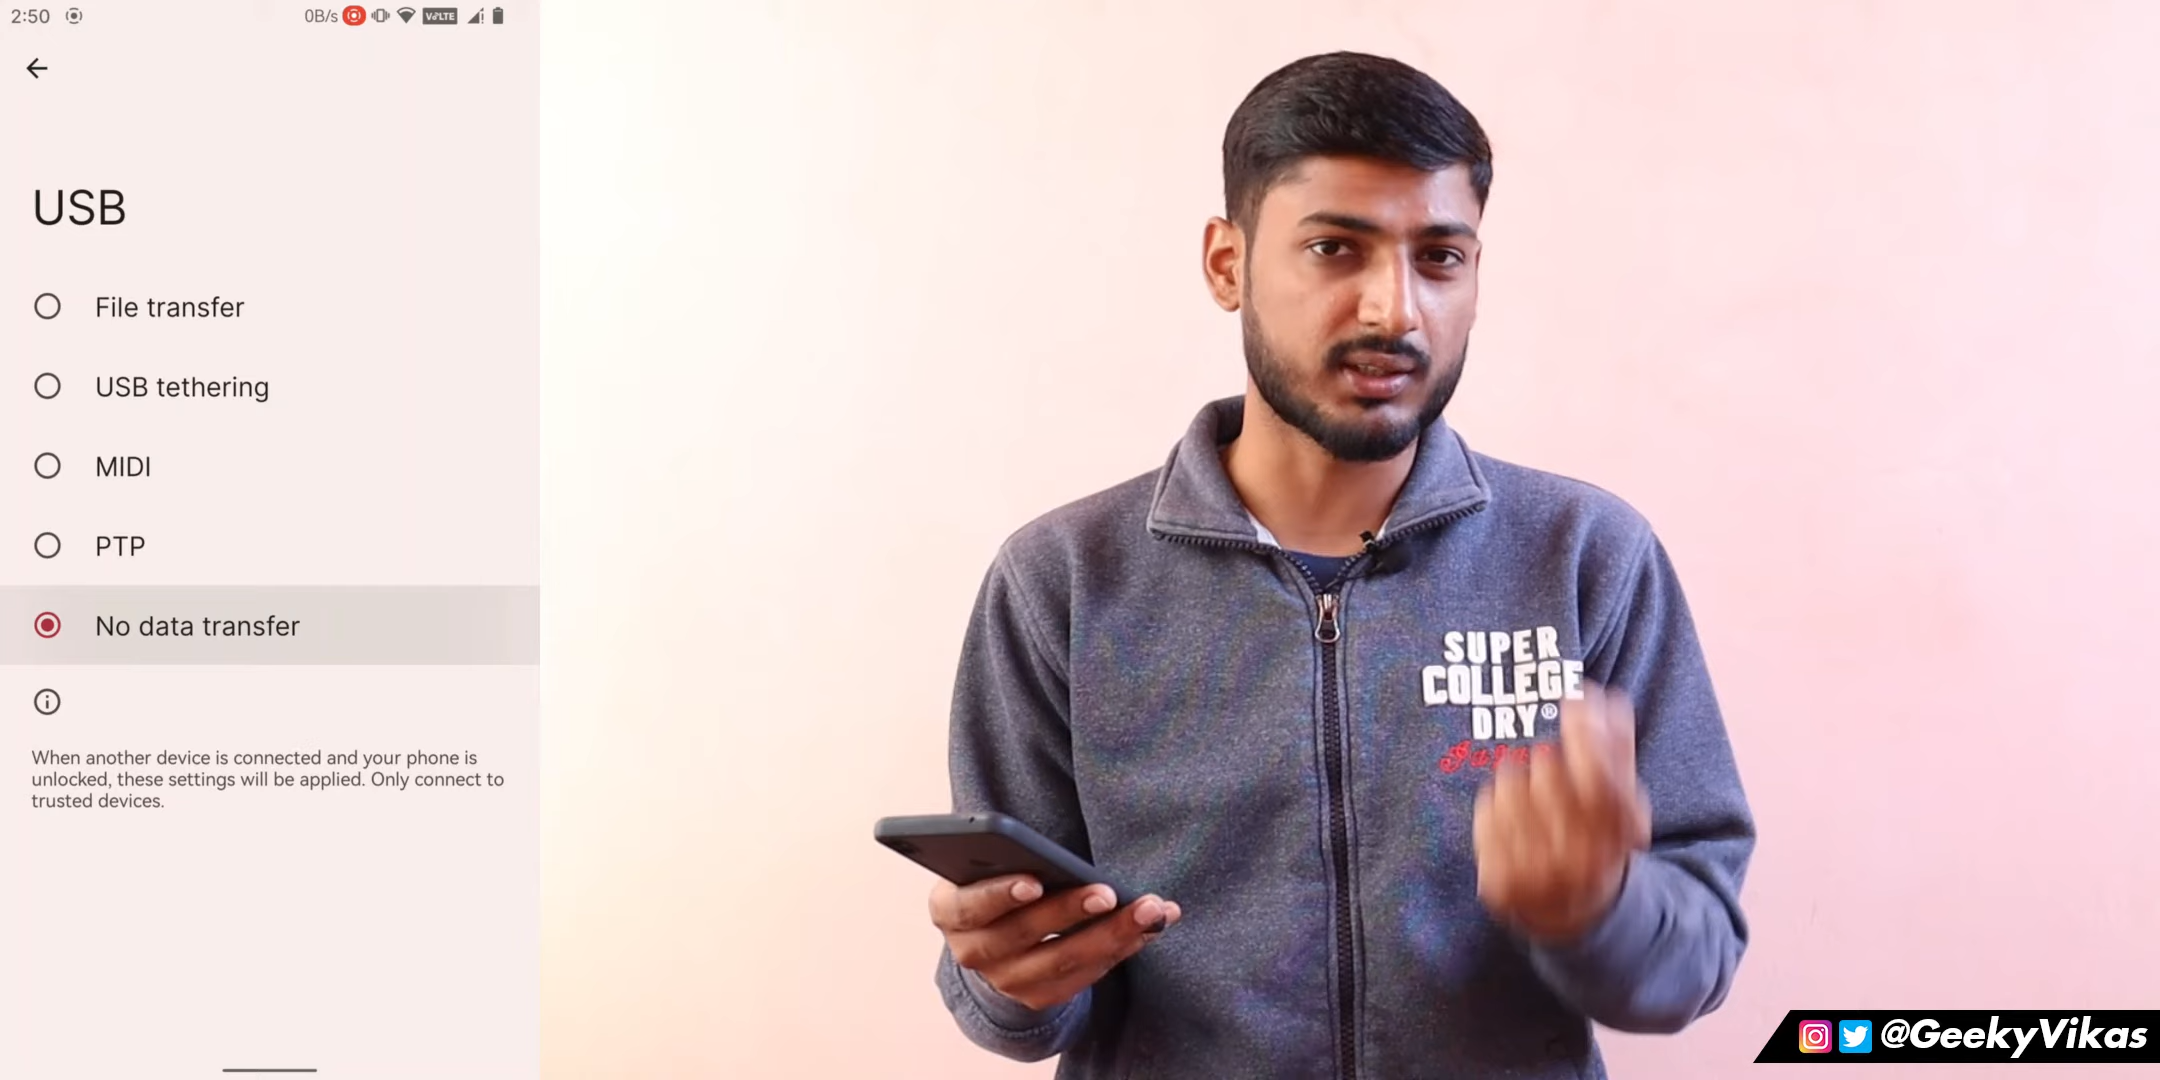 2:50
0B/s
VoLTE
USB
File transfer
USB tethering
MIDI
PTP
No data transfer
When another device is connected and your phone is
unlocked, these settings will be applied. Only connect to
trusted devices.
SUPER
COLLEGE
DRY®
@GeekyVikas